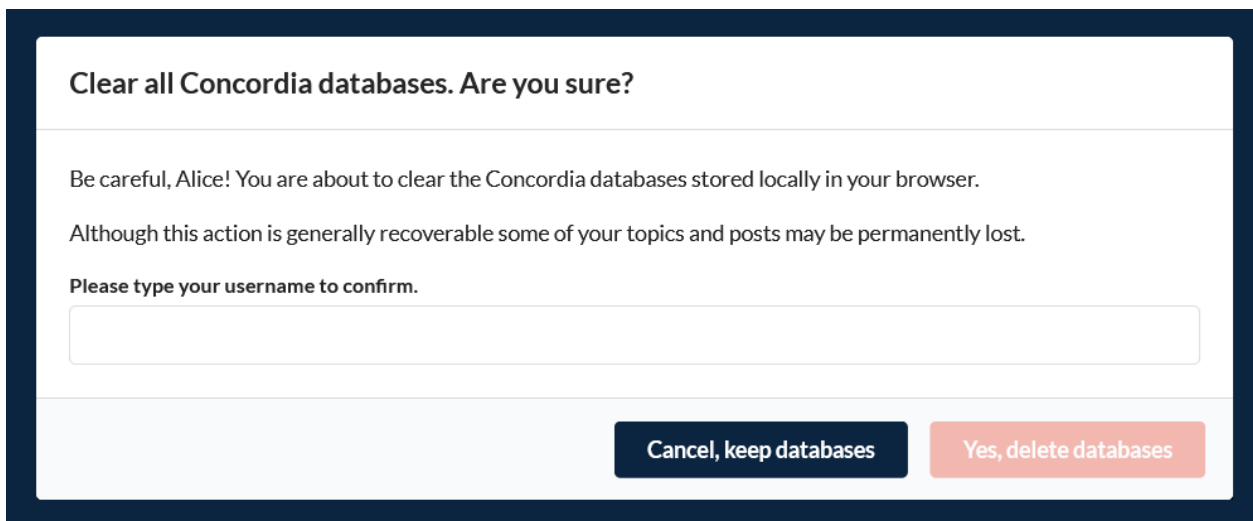 Clear all Concordia databases. Are you sure?
Be careful, Alice! You are about to clear the Concordia databases stored locally in your browser.
Although this action is generally recoverable some of your topics and posts may be permanently lost.
Please type your username to confirm.
Cancel, keep databases
Yes, delete databases